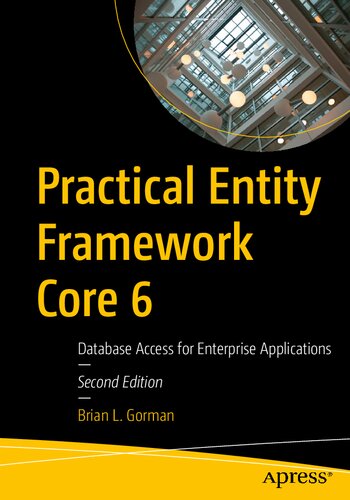 Practical Entity
Framework
Core 6
Database Access for Enterprise Applications
—
Second Edition
—
Brian L. Gorman
Apress®